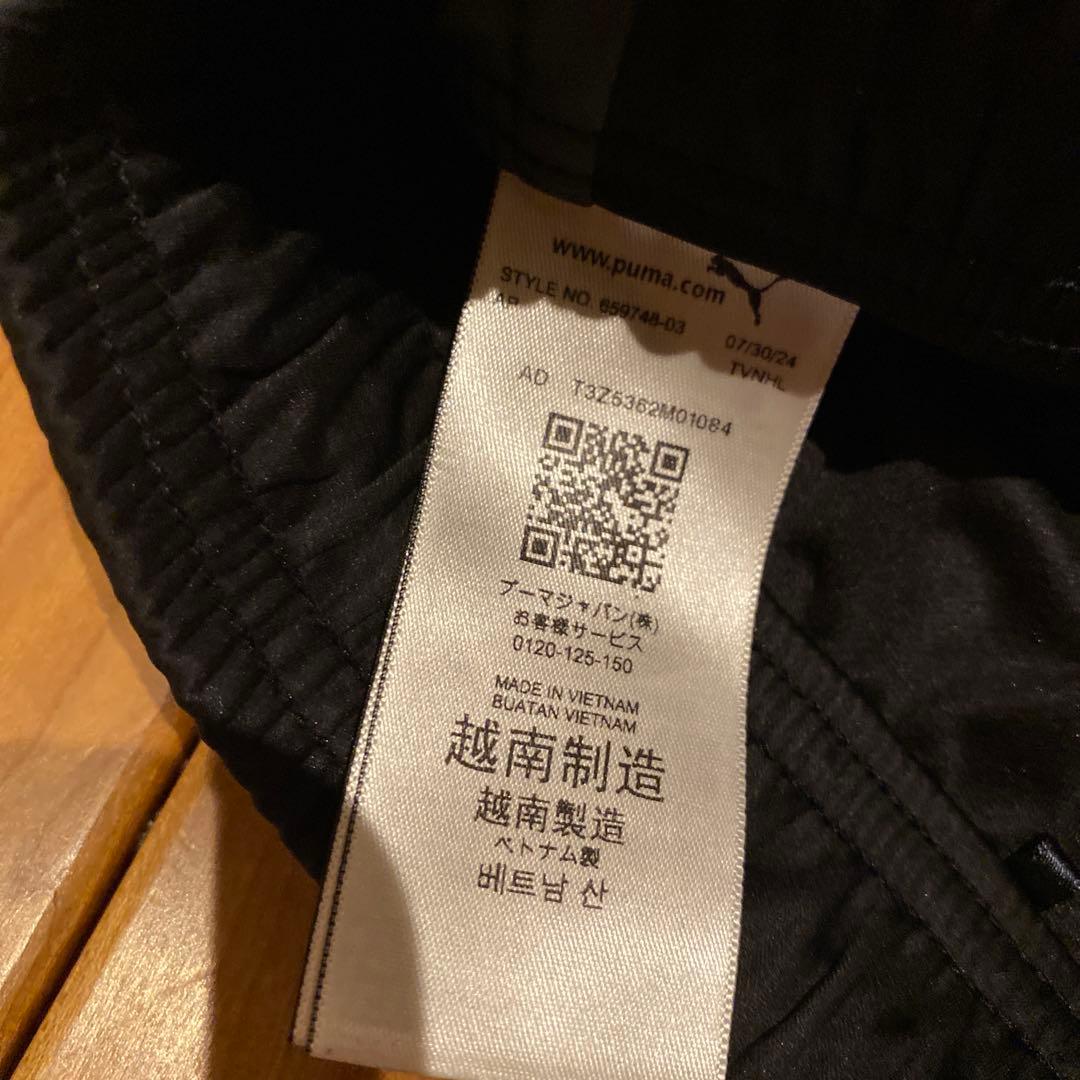 www.puma.com
STYLE NO. 659748-03 07/30/24
AP TVNHL
AD T3Z5362M01084
プーマジャパン(株)
お客様サービス
0120-125-150
MADE IN VIETNAM
BUATAN VIETNAM
越南制造
越南製造
ベトナム製
베트남 산